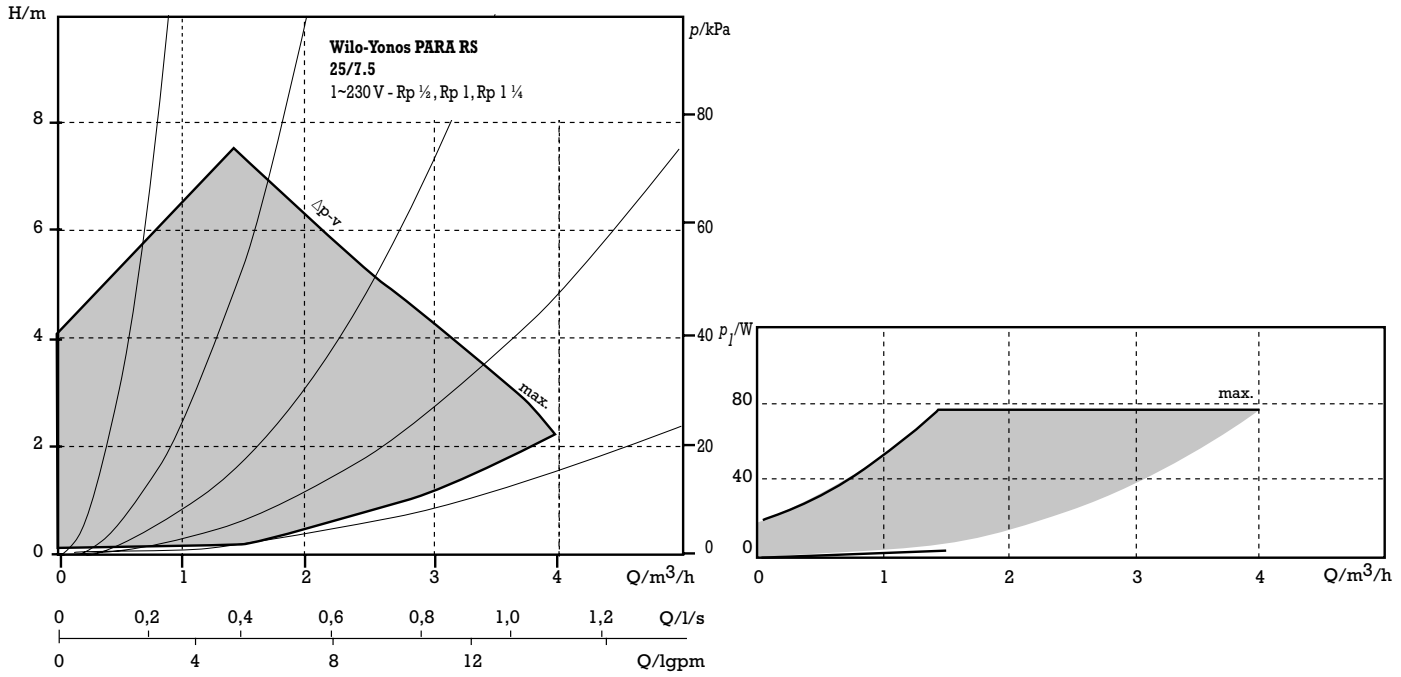 H/m
p/kPa
Wilo-Yonos PARA RS
25/7.5
1~230 V - Rp ½, Rp 1, Rp 1 ¼
8
80
Δp-v
6
60
4
40
max.
2
20
0
0
0 1 2 3 4 Q/m³/h
0 0,2 0,4 0,6 0,8 1,0 1,2 Q/l/s
0 4 8 12 Q/lgpm
p1/W
max.
80
40
0
0 1 2 3 4 Q/m³/h